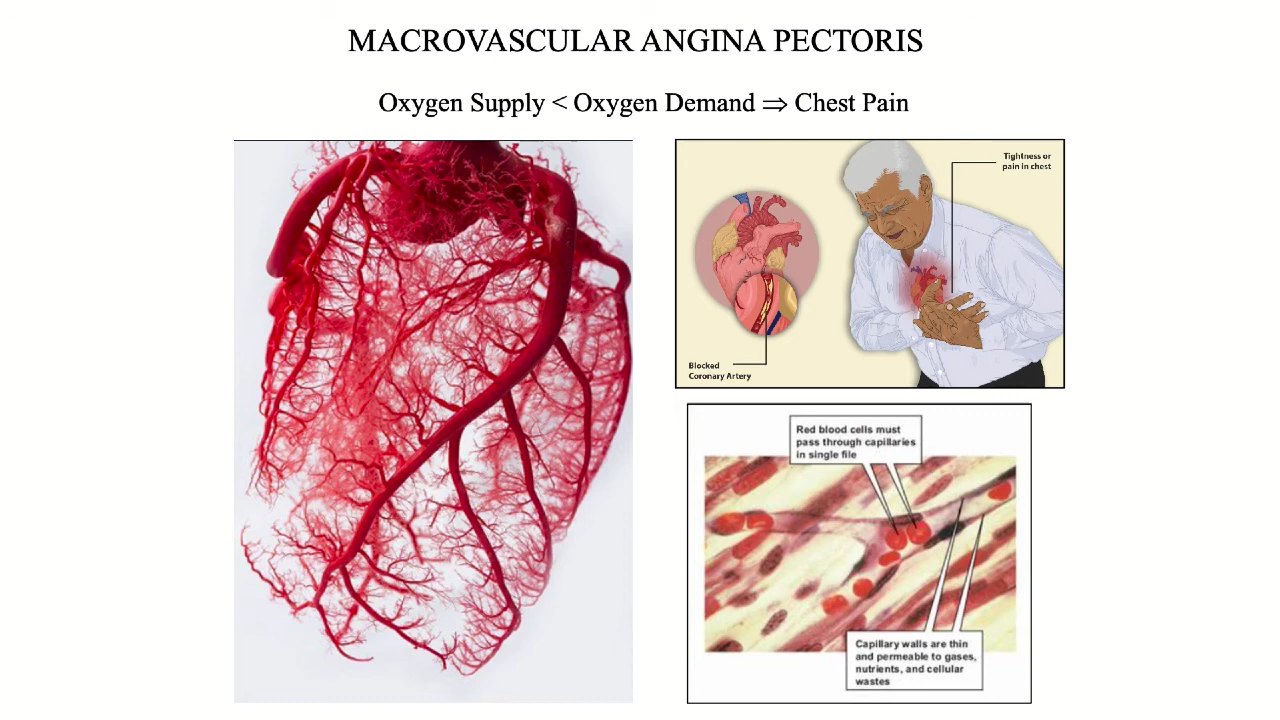 MACROVASCULAR ANGINA PECTORIS
Oxygen Supply < Oxygen Demand ⇒ Chest Pain
Tightness or
pain in chest
Blocked
Coronary Artery
Red blood cells must
pass through capillaries
in single file
Capillary walls are thin
and permeable to gases,
nutrients, and cellular
wastes